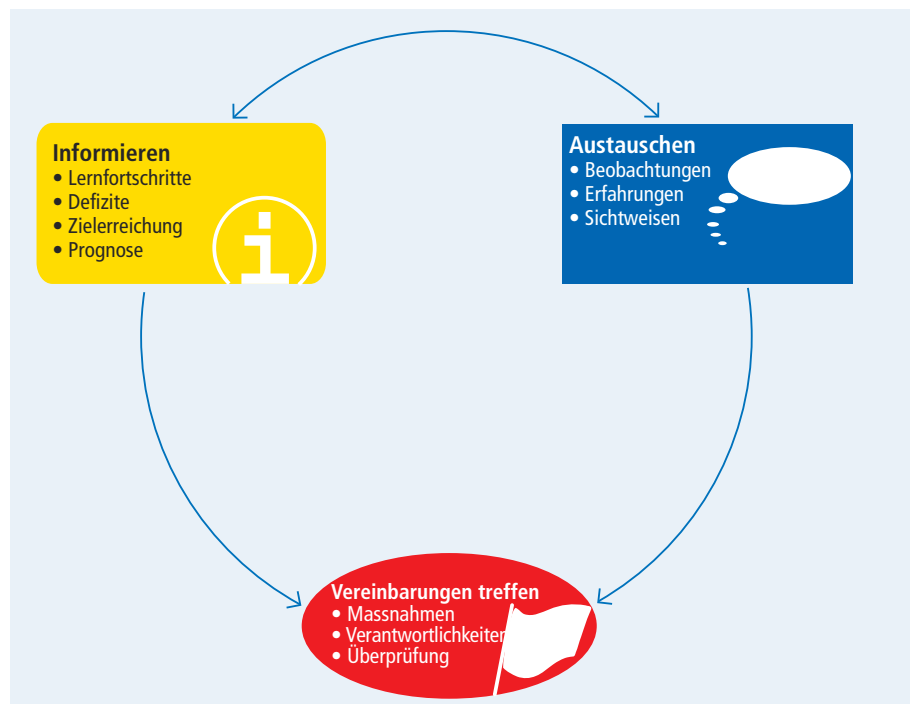 Informieren
• Lernfortschritte
• Defizite
• Zielerreichung
• Prognose
Austauschen
• Beobachtungen
• Erfahrungen
• Sichtweisen
Vereinbarungen treffen
• Massnahmen
• Verantwortlichkeiten
• Überprüfung